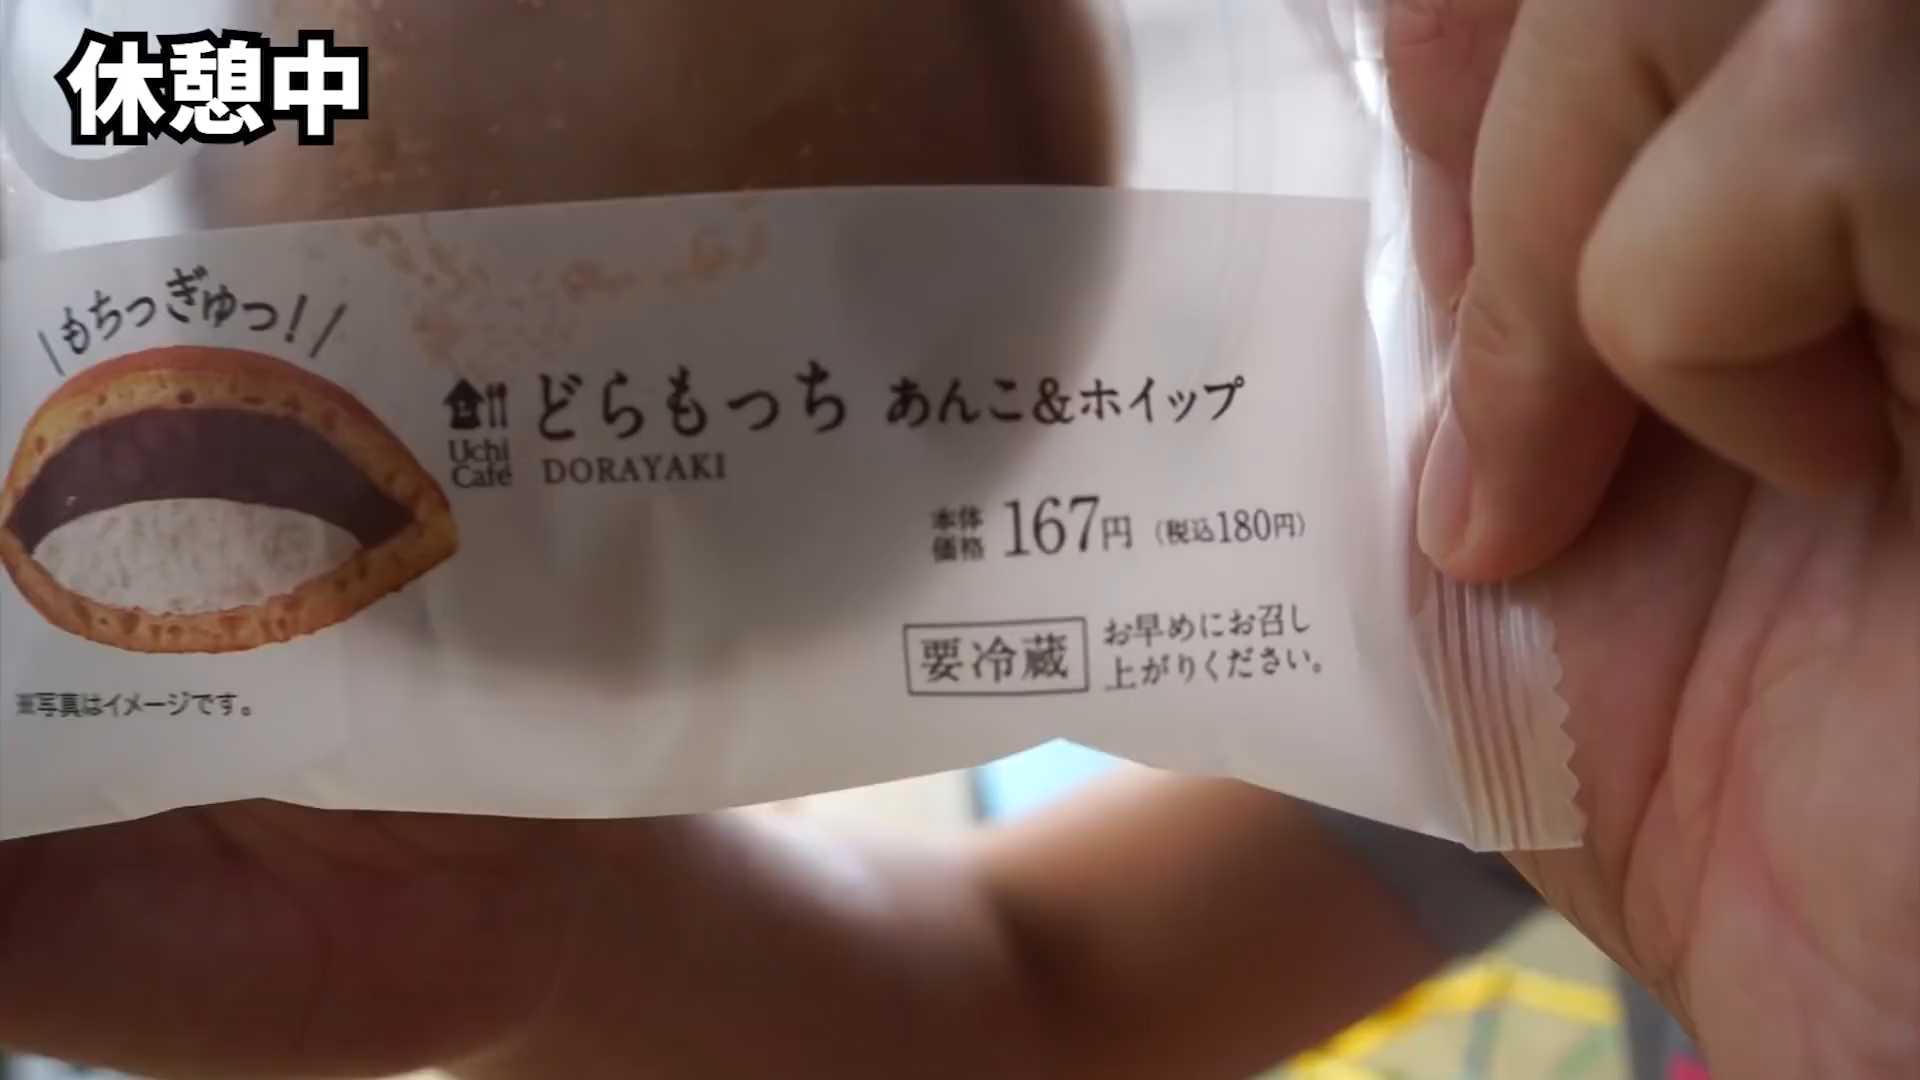 休憩中
もちっぎゅっ!
Uchi
Café
どらもっち あんこ&ホイップ
DORAYAKI
本体
価格 167円 (税込180円)
要冷蔵
お早めにお召し
上がりください。
※写真はイメージです。